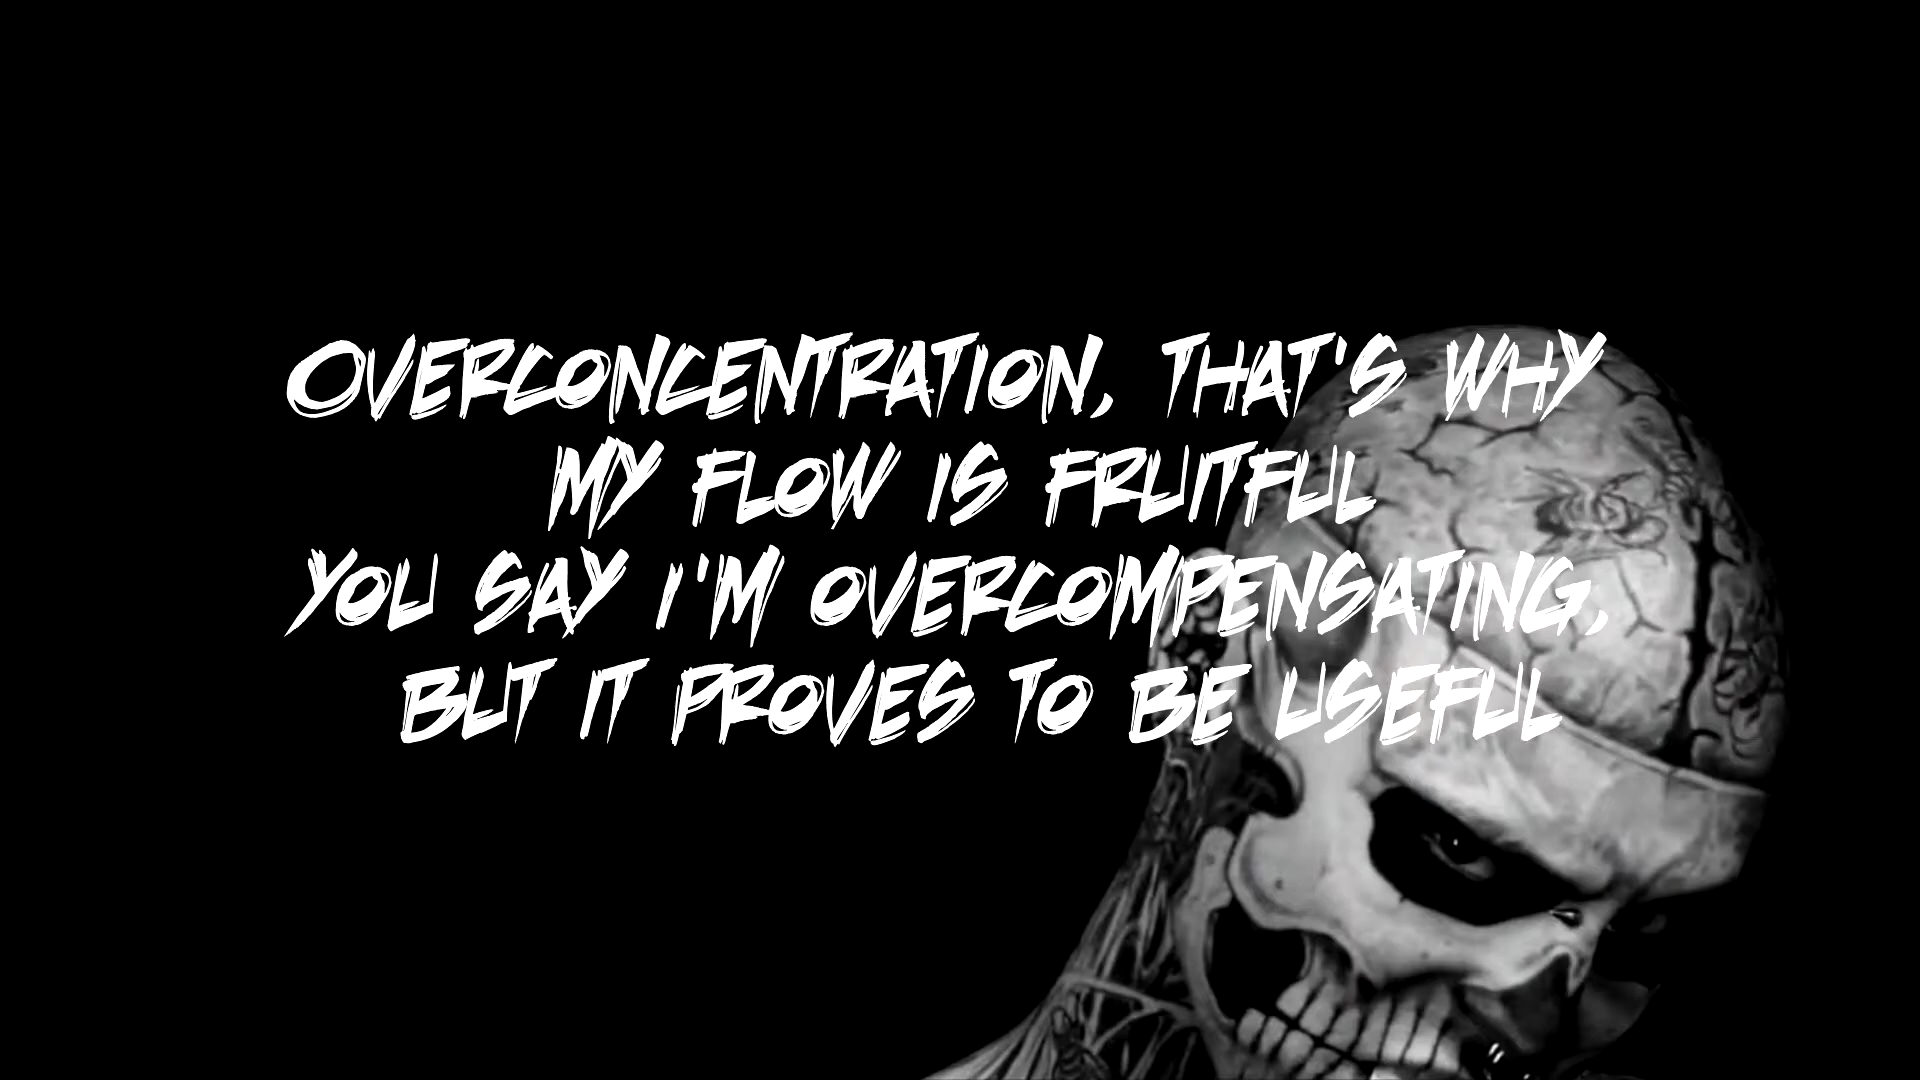 Overconcentration, that's why
my flow is fruitful
You say I'm overcompensating,
but it proves to be useful